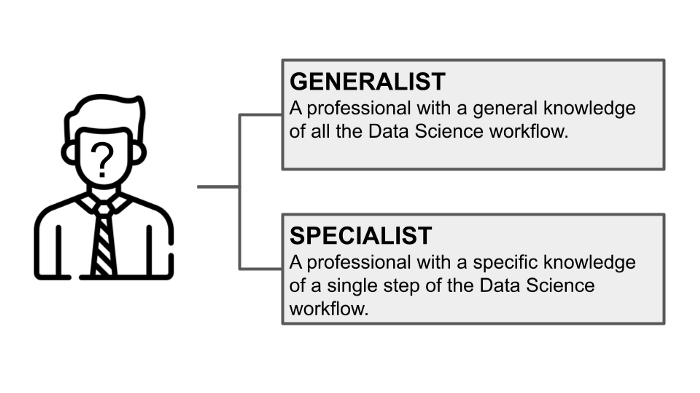 ?
GENERALIST
A professional with a general knowledge
of all the Data Science workflow.
SPECIALIST
A professional with a specific knowledge
of a single step of the Data Science
workflow.